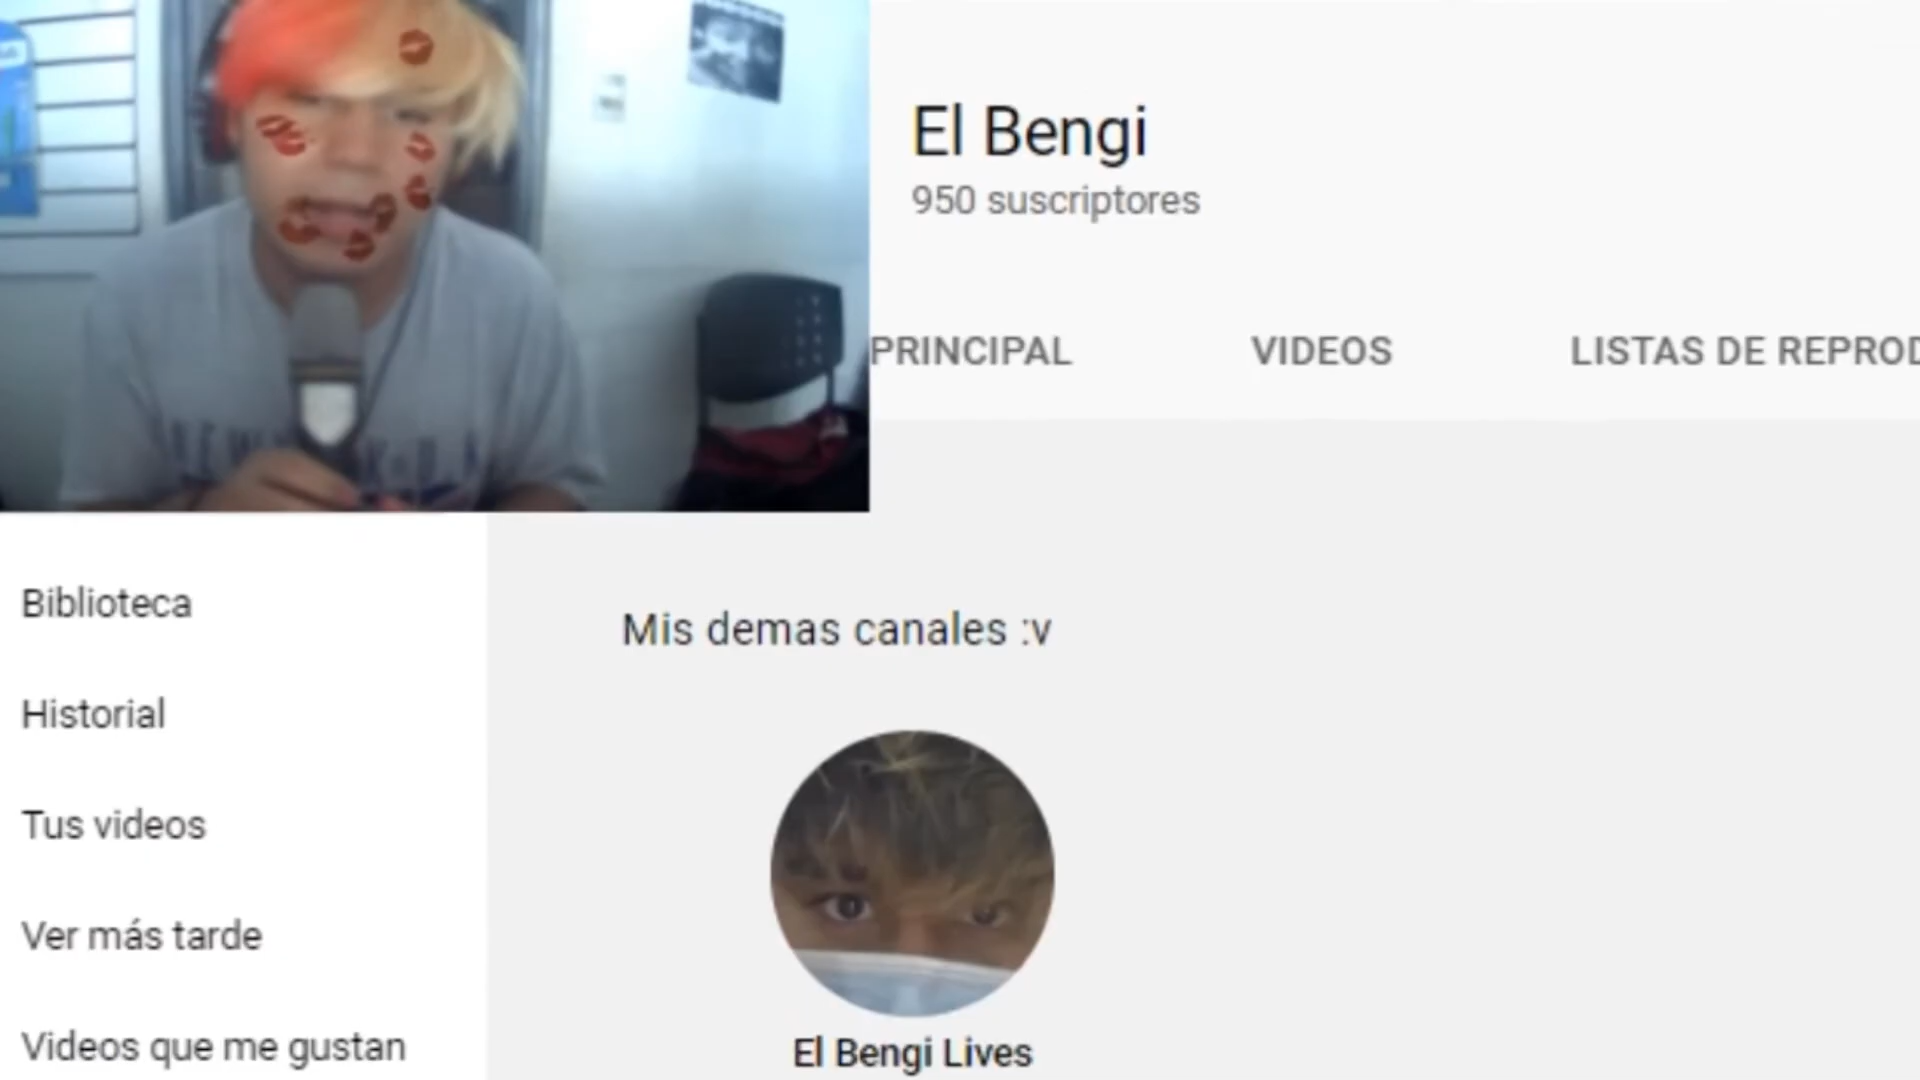 El Bengi
950 suscriptores
PRINCIPAL VIDEOS LISTAS DE REPROD
Biblioteca
Historial
Tus videos
Ver más tarde
Videos que me gustan
Mis demas canales :v
El Bengi Lives